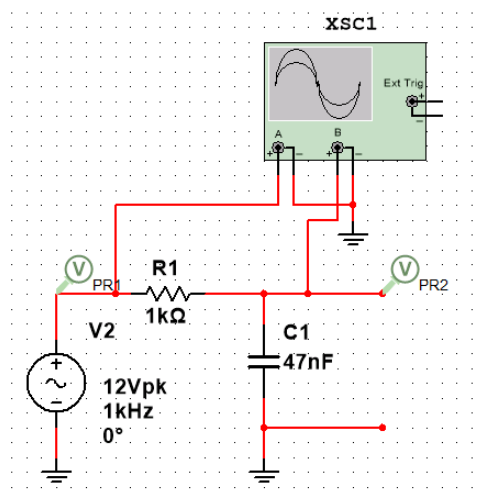 XSC1
Ext Trig
+
A
B
+
−
+
−
−
V
PR1
R1
1kΩ
V
PR2
V2
C1
47nF
+
−
12Vpk
1kHz
0°